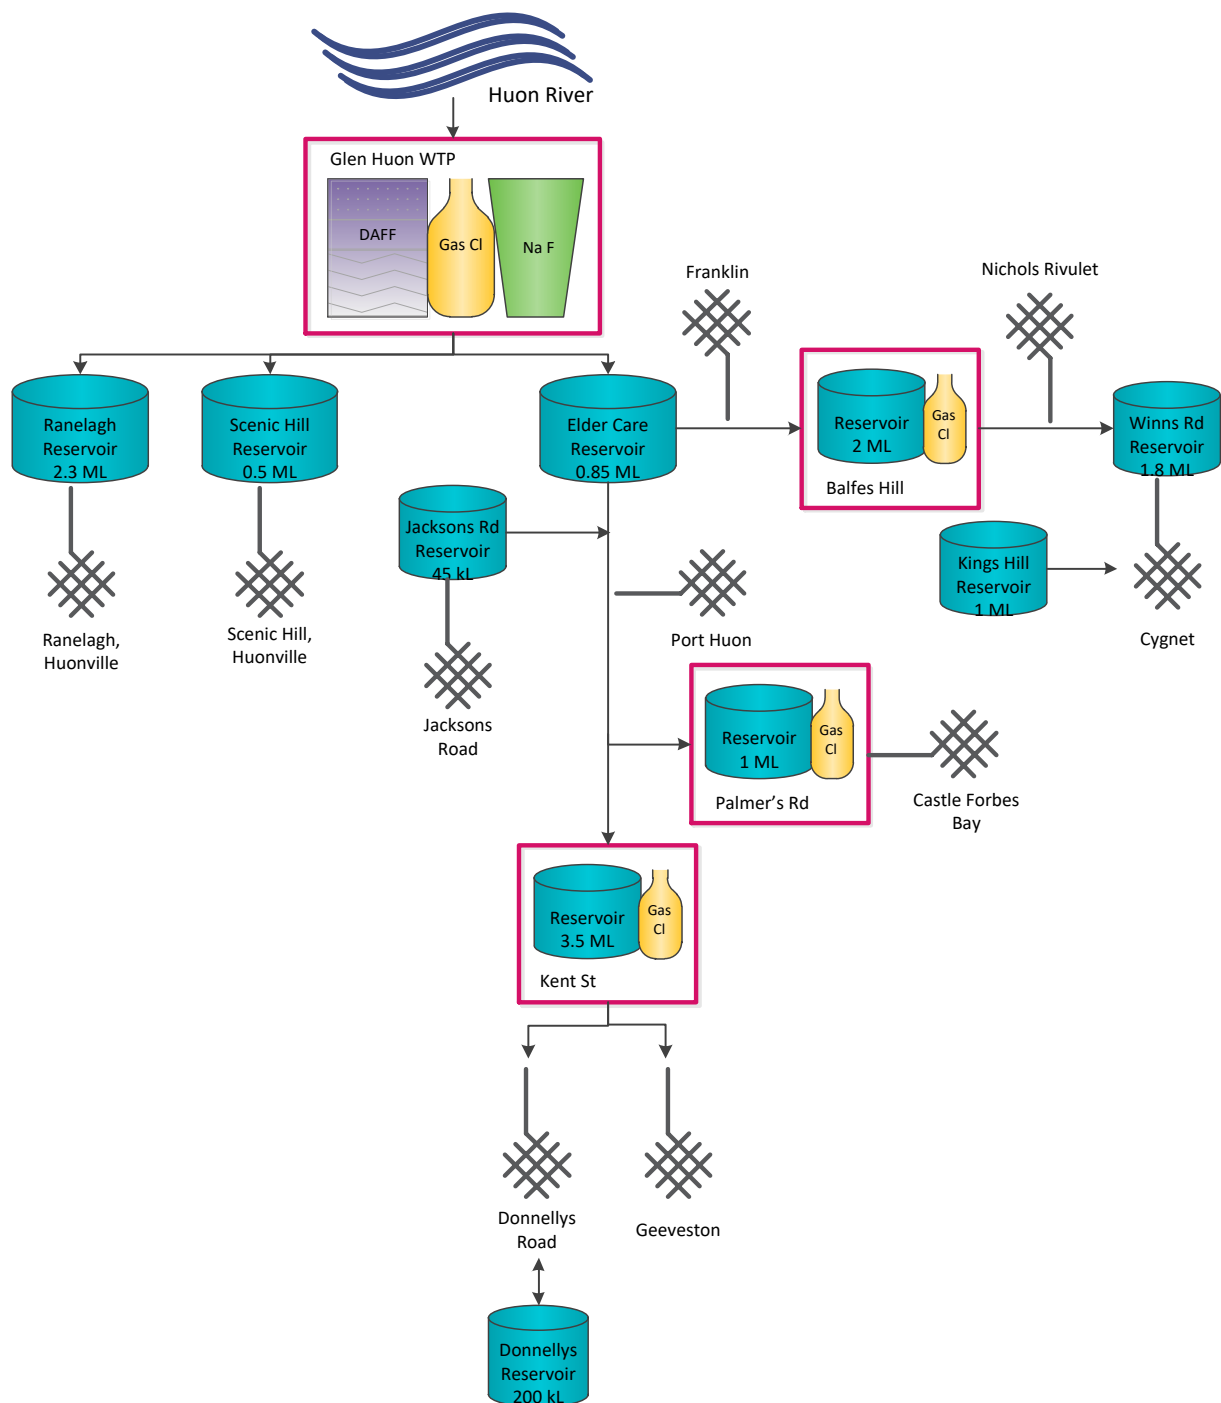 Huon River
Glen Huon WTP
DAFF
Gas Cl
Na F
Franklin
Nichols Rivulet
Ranelagh
Reservoir
2.3 ML
Scenic Hill
Reservoir
0.5 ML
Elder Care
Reservoir
0.85 ML
Reservoir
2 ML
Gas
Cl
Balfes Hill
Winns Rd
Reservoir
1.8 ML
Jacksons Rd
Reservoir
45 kL
Kings Hill
Reservoir
1 ML
Ranelagh,
Huonville
Scenic Hill,
Huonville
Port Huon
Cygnet
Jacksons
Road
Reservoir
1 ML
Gas
Cl
Palmer's Rd
Castle Forbes
Bay
Reservoir
3.5 ML
Gas
Cl
Kent St
Donnellys
Road
Geeveston
Donnellys
Reservoir
200 kL